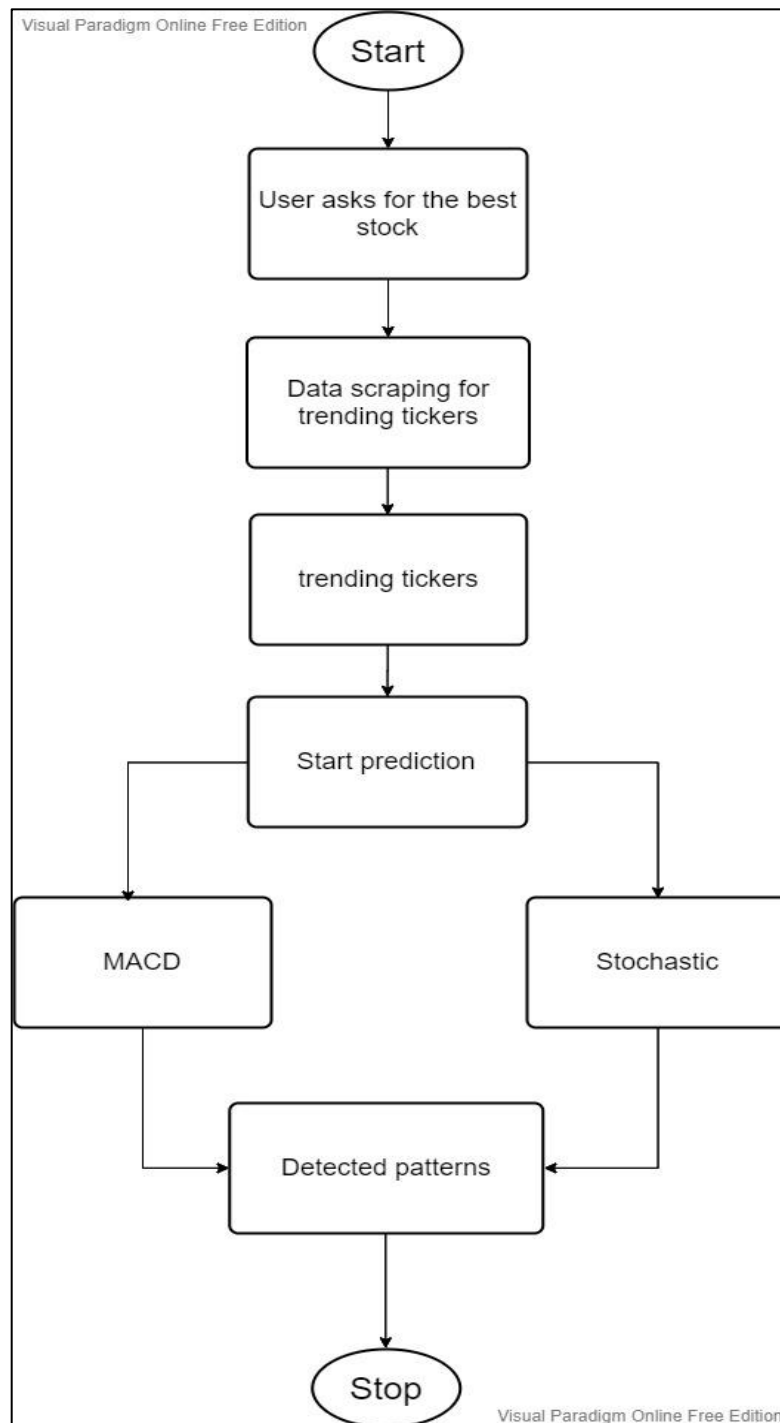 Visual Paradigm Online Free Edition
Start
User asks for the best
stock
Data scraping for
trending tickers
trending tickers
Start prediction
MACD
Stochastic
Detected patterns
Stop
Visual Paradigm Online Free Edition